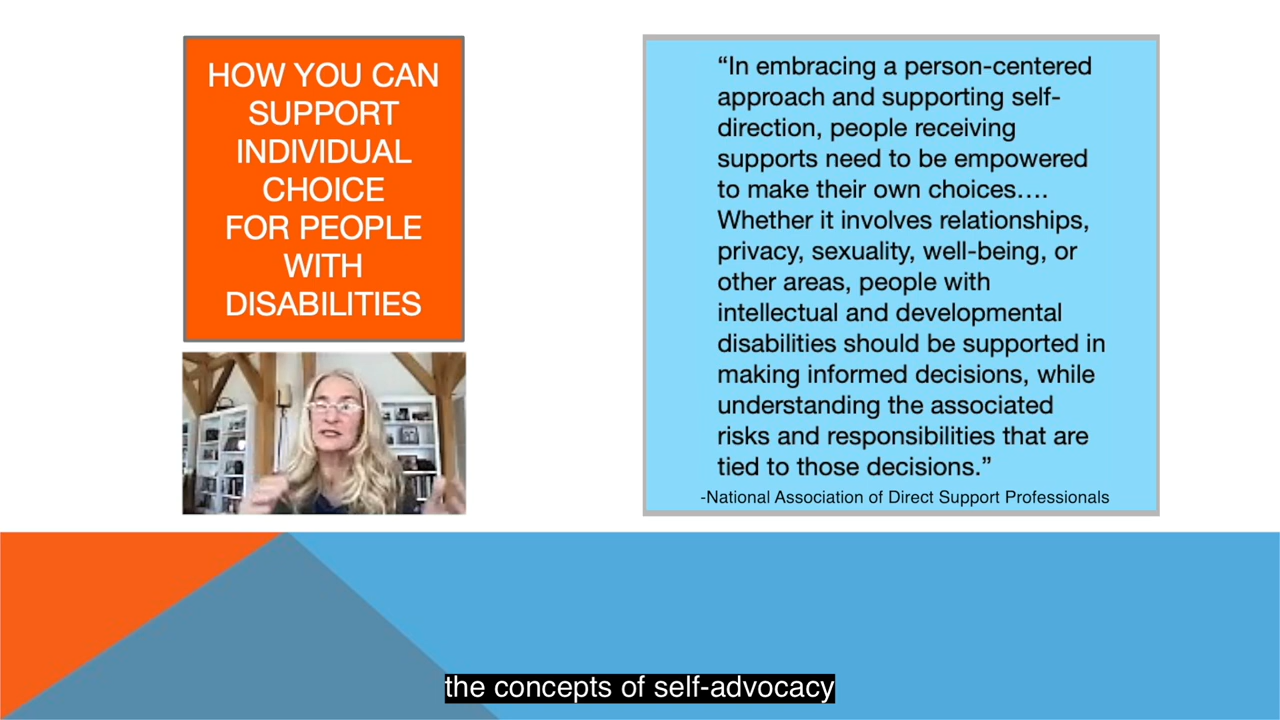 HOW YOU CAN
SUPPORT
INDIVIDUAL
CHOICE
FOR PEOPLE
WITH
DISABILITIES
“In embracing a person-centered
approach and supporting self-
direction, people receiving
supports need to be empowered
to make their own choices….
Whether it involves relationships,
privacy, sexuality, well-being, or
other areas, people with
intellectual and developmental
disabilities should be supported in
making informed decisions, while
understanding the associated
risks and responsibilities that are
tied to those decisions.”
-National Association of Direct Support Professionals
the concepts of self-advocacy